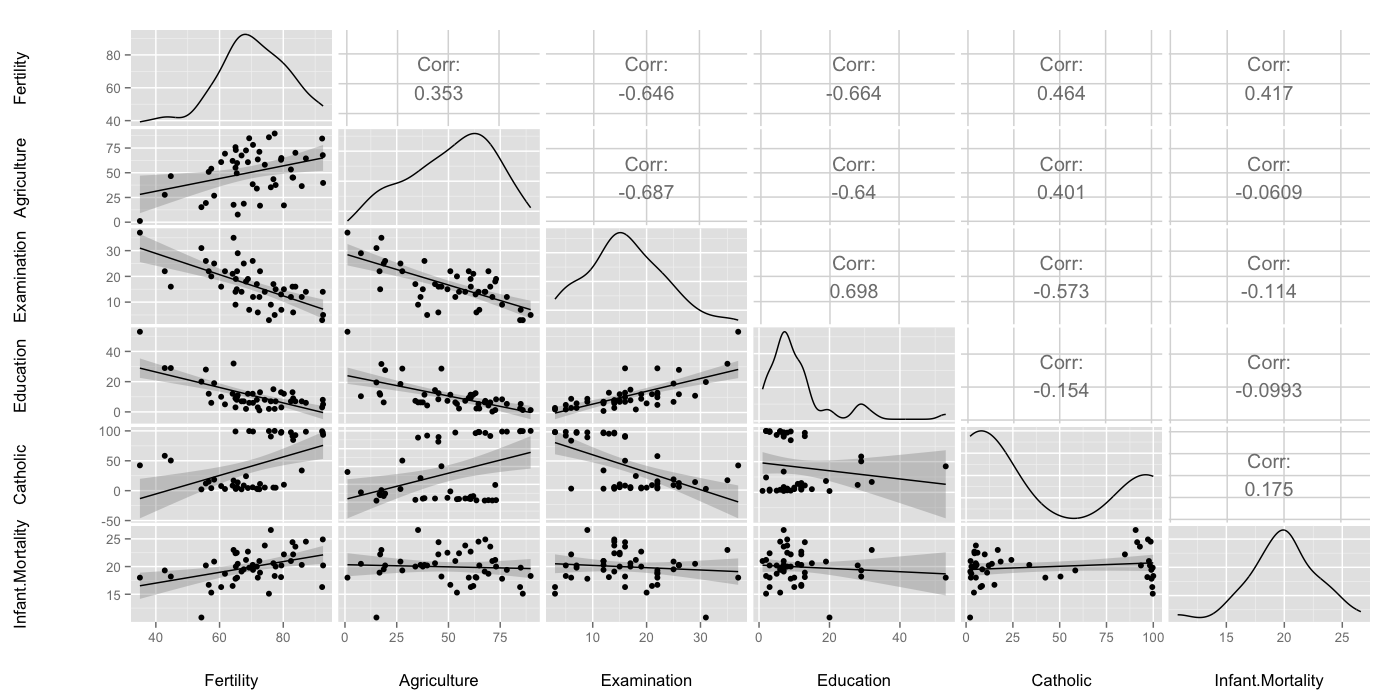 Fertility
80
60
40
Corr:
0.353
Corr:
-0.646
Corr:
-0.664
Corr:
0.464
Corr:
0.417
Agriculture
75
50
25
0
Corr:
-0.687
Corr:
-0.64
Corr:
0.401
Corr:
-0.0609
Examination
30
20
10
Corr:
0.698
Corr:
-0.573
Corr:
-0.114
Education
40
20
0
Corr:
-0.154
Corr:
-0.0993
Catholic
100
50
0
-50
Corr:
0.175
Infant.Mortality
25
20
15
40 60 80 0 25 50 75 10 20 30 0 20 40 0 25 50 75 100 15 20 25
Fertility Agriculture Examination Education Catholic Infant.Mortality